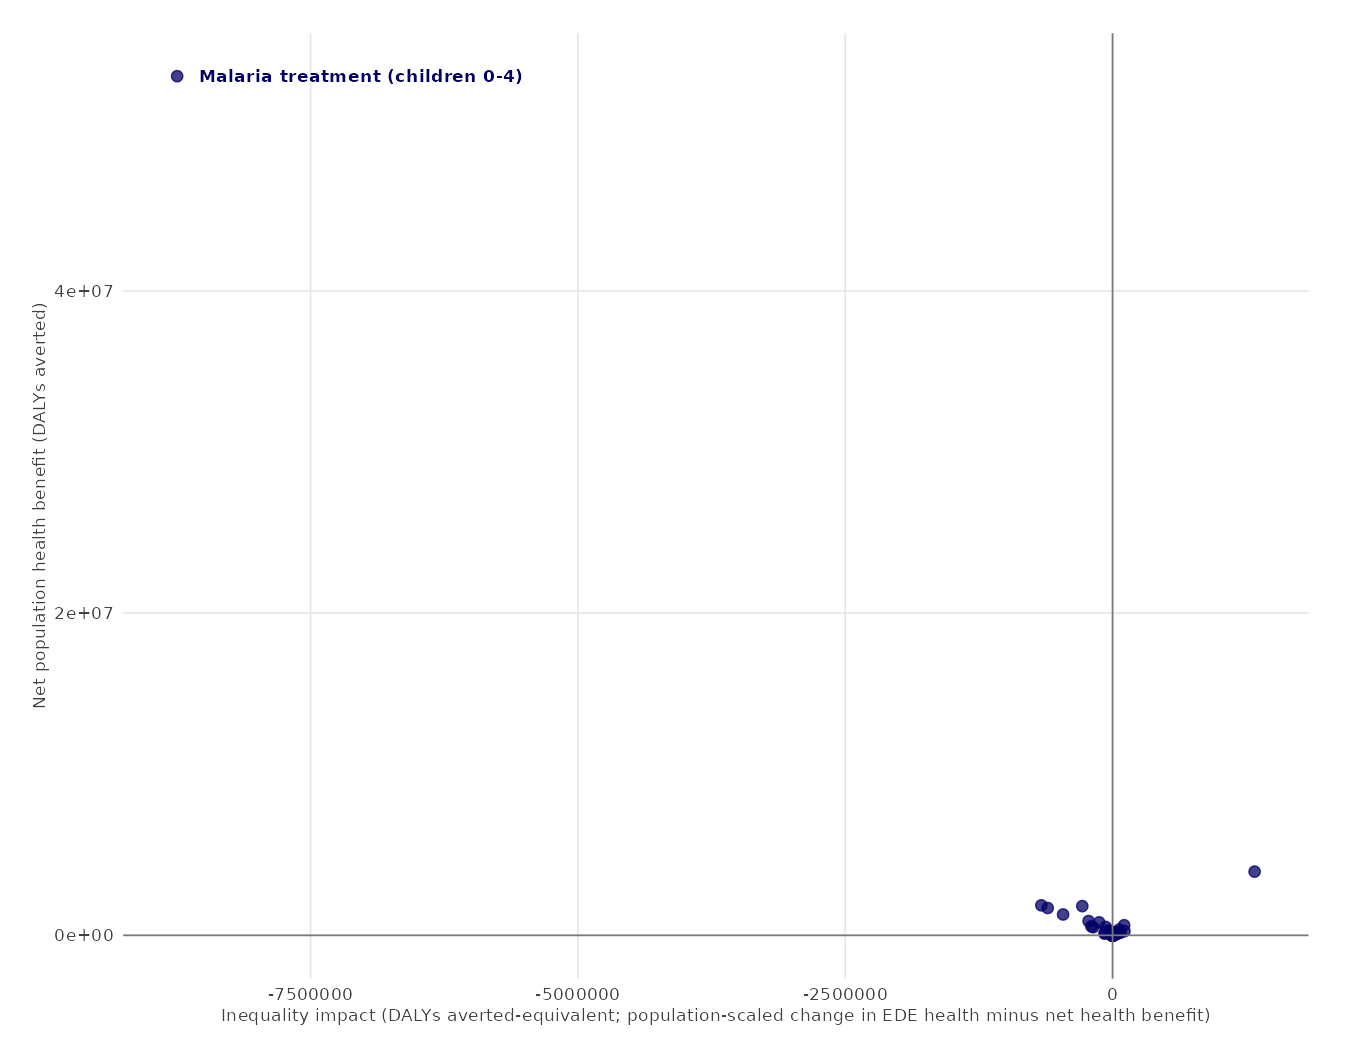 Malaria treatment (children 0-4)
Net population health benefit (DALYs averted)
4e+07
2e+07
0e+00
-7500000
-5000000
-2500000
0
Inequality impact (DALYs averted-equivalent; population-scaled change in EDE health minus net health benefit)